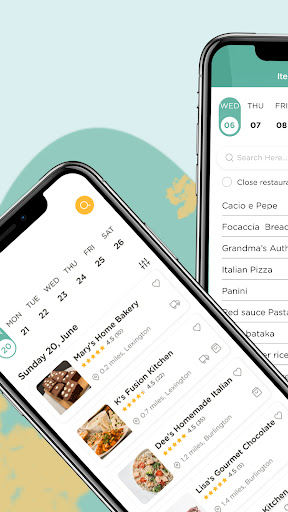 MON TUE WED THU FRI SAT
20 21 22 23 24 25 26
Sunday 20, June
Mary's Home Bakery
4.5
0.2 miles, Lexington
K's Fusion Kitchen
4.5
0.7 miles, Lexington
Dee's Homemade Italian
4.5
1.2 miles, Burlington
Lisa's Gourmet Chocolate
4.5
1.4 miles, Burlington
Ite
WED THU FRI
06 07 08
Search Here...
Close restaura
Cacio e Pepe
Focaccia Bread
Grandma's Auth
Italian Pizza
Panini
Red sauce Pasta
bataka
er rice